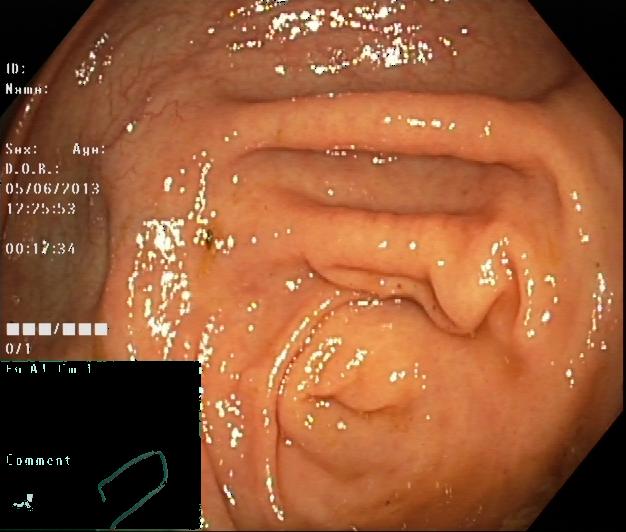 ID:
Name:
Sex: Age:
D.O.B.:
05/06/2013
12:25:53
00:17:34
0/1
Comment